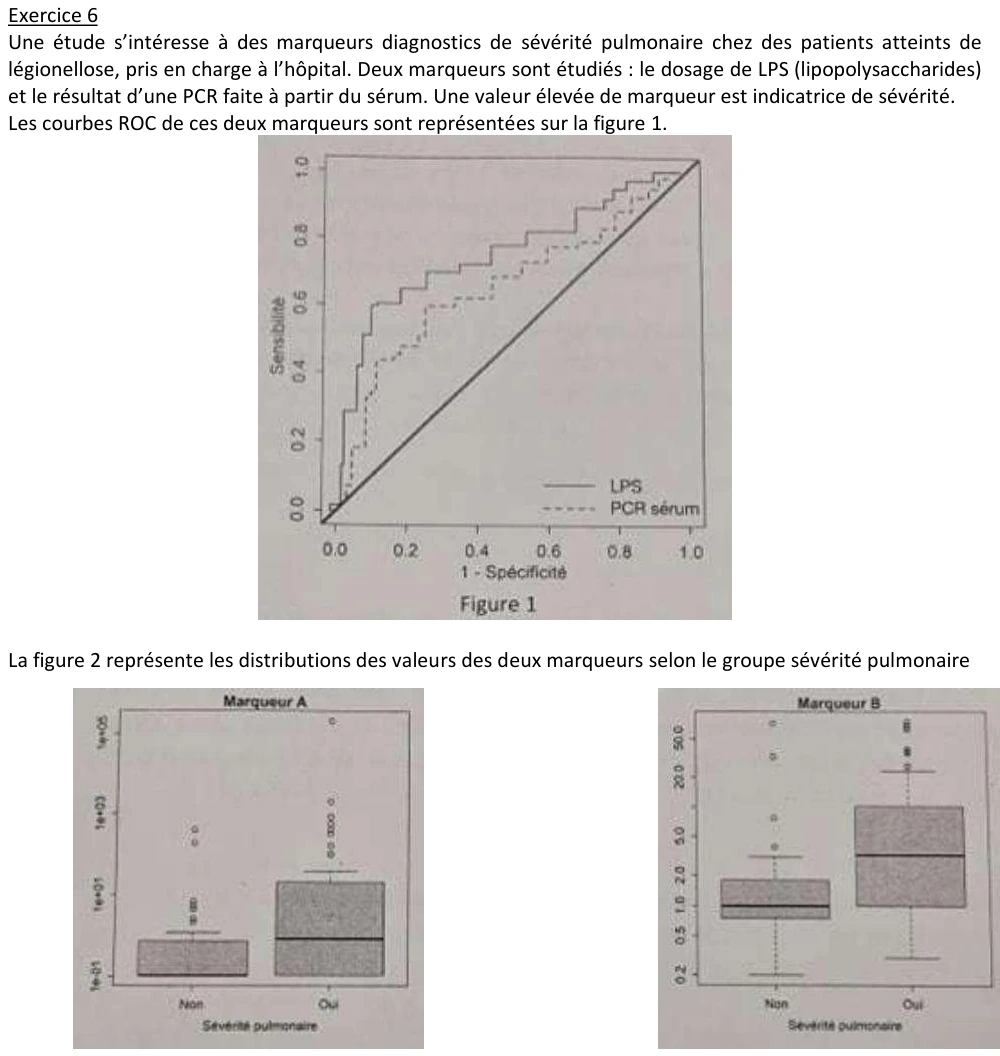 Exercice 6
Une étude s’intéresse à des marqueurs diagnostics de sévérité pulmonaire chez des patients atteints de
légionellose, pris en charge à l’hôpital. Deux marqueurs sont étudiés : le dosage de LPS (lipopolysaccharides)
et le résultat d’une PCR faite à partir du sérum. Une valeur élevée de marqueur est indicatrice de sévérité.
Les courbes ROC de ces deux marqueurs sont représentées sur la figure 1.
1.0
0.8
0.6
0.4
0.2
0.0
Sensibilité
LPS
PCR sérum
0.0 0.2 0.4 0.6 0.8 1.0
1 - Spécificité
Figure 1
La figure 2 représente les distributions des valeurs des deux marqueurs selon le groupe sévérité pulmonaire
Marqueur A
1e+05
1e+03
1e+01
1e-01
Non Oui
Sévérité pulmonaire
Marqueur B
50.0
20.0
5.0
2.0
1.0
0.5
0.2
Non Oui
Sévérité pulmonaire